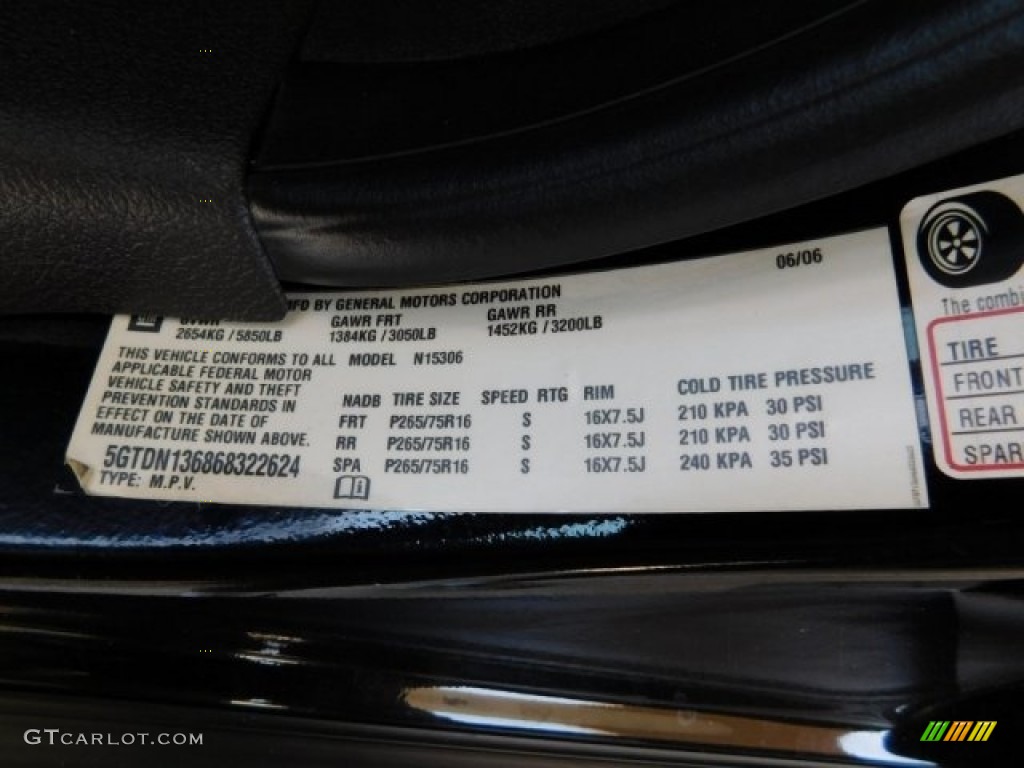 06/06
MFD BY GENERAL MOTORS CORPORATION
GM GVWR GAWR FRT GAWR RR
2654KG / 5850LB 1384KG / 3050LB 1452KG / 3200LB
THIS VEHICLE CONFORMS TO ALL MODEL N15306
APPLICABLE FEDERAL MOTOR
VEHICLE SAFETY AND THEFT
PREVENTION STANDARDS IN
EFFECT ON THE DATE OF
MANUFACTURE SHOWN ABOVE.
5GTDN136868322624
TYPE: M.P.V.
NADB TIRE SIZE SPEED RTG RIM COLD TIRE PRESSURE
FRT P265/75R16 S 16X7.5J 210 KPA 30 PSI
RR P265/75R16 S 16X7.5J 210 KPA 30 PSI
SPA P265/75R16 S 16X7.5J 240 KPA 35 PSI
The combi
TIRE
FRONT
REAR
SPAR
GTCARLOT.COM